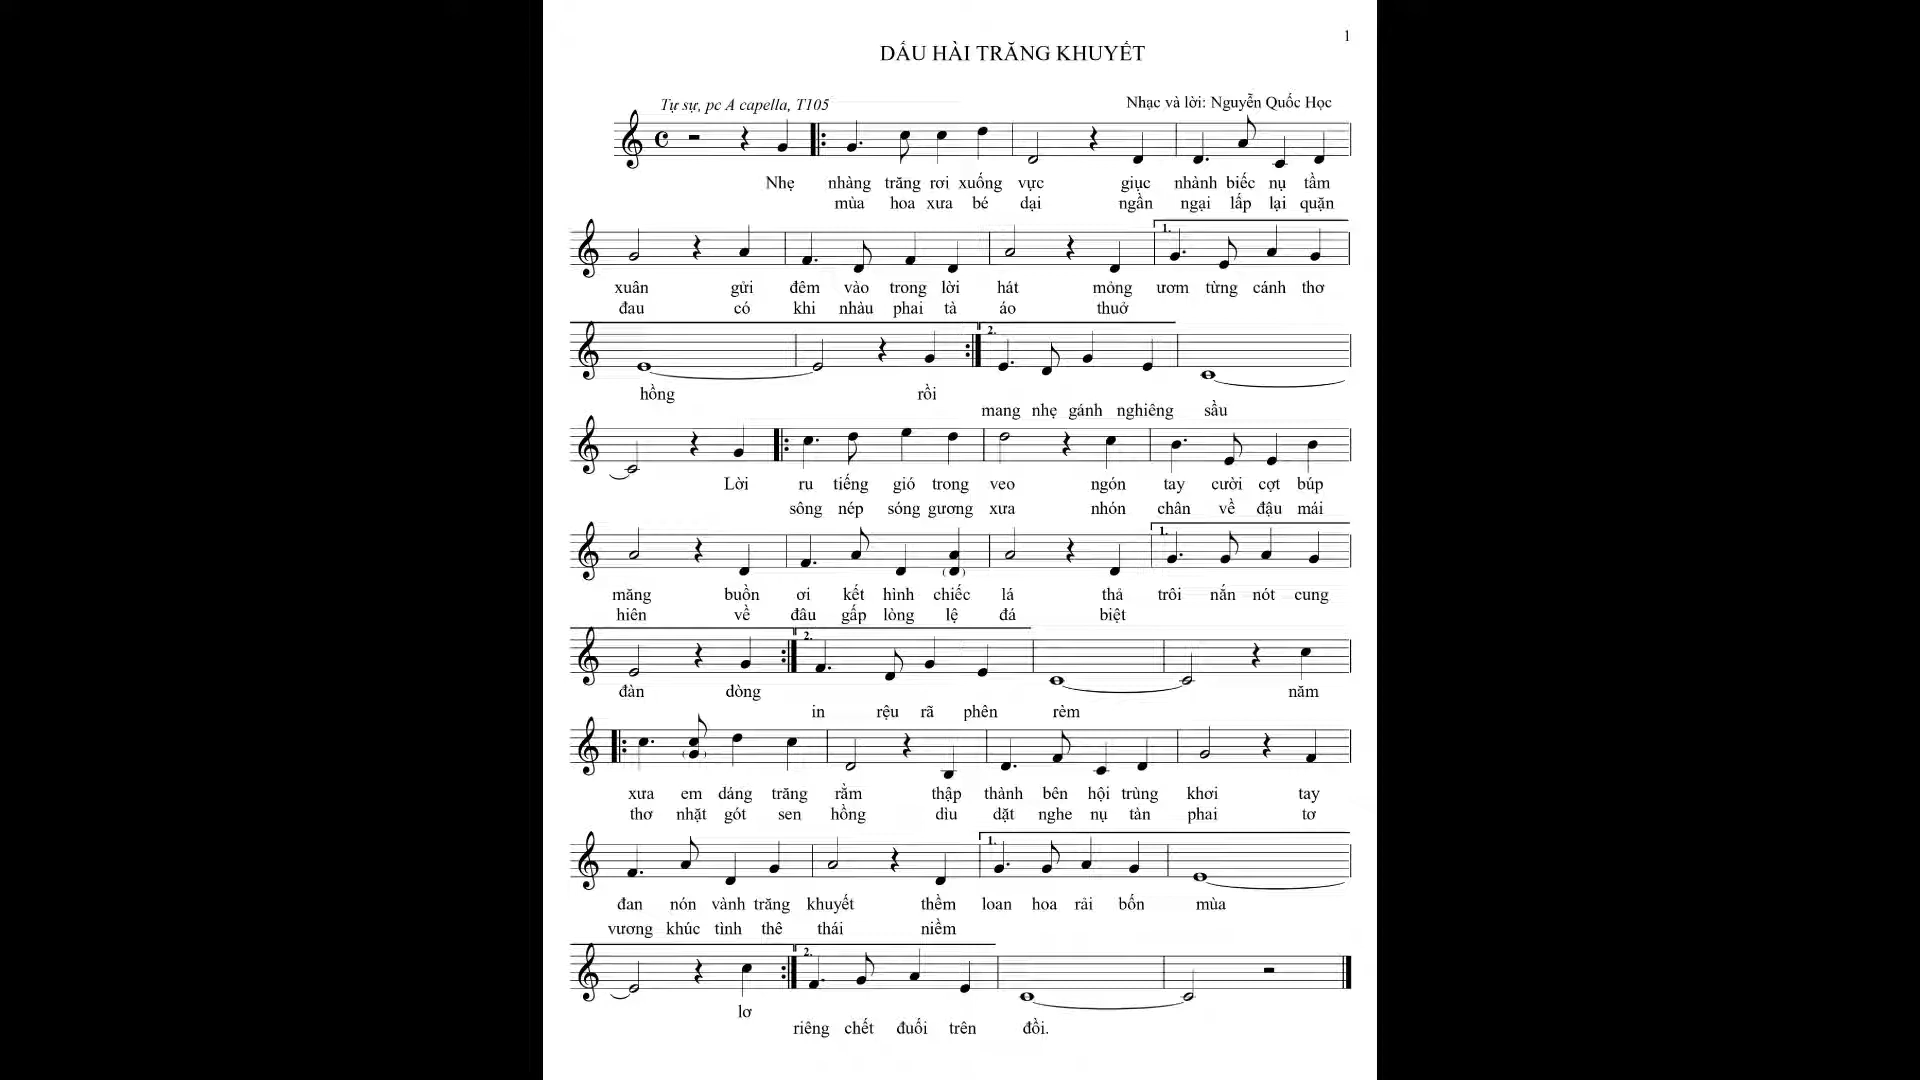 1
DẤU HÀI TRĂNG KHUYẾT
Tự sự, pc A capella, T105
Nhạc và lời: Nguyễn Quốc Học
Nhẹ nhàng trăng rơi xuống vực giục nhành biếc nụ tầm
mùa hoa xưa bé dại ngần ngại lấp lại quặn
1.
xuân gửi đêm vào trong lời hát mỏng ươm từng cánh thơ
đau có khi nhàu phai tà áo thuở
2.
hồng rồi
mang nhẹ gánh nghiêng sầu
Lời ru tiếng gió trong veo ngón tay cười cợt búp
sông nép sóng gương xưa nhón chân về đậu mái
1.
măng buồn ơi kết hình chiếc lá thả trôi nắn nót cung
hiên về đâu gấp lòng lệ đá biệt
2.
đàn dòng năm
in rệu rã phên rèm
xưa em dáng trăng rằm thập thành bên hội trùng khơi tay
thơ nhặt gót sen hồng dìu dặt nghe nụ tàn phai tơ
1.
đan nón vành trăng khuyết thềm loan hoa rải bốn mùa
vương khúc tình thê thái niềm
2.
lơ
riêng chết đuối trên đồi.